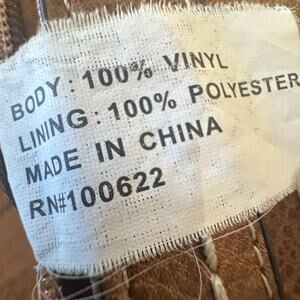 BODY: 100% VINYL
LINING: 100% POLYESTER
MADE IN CHINA
RN#100622